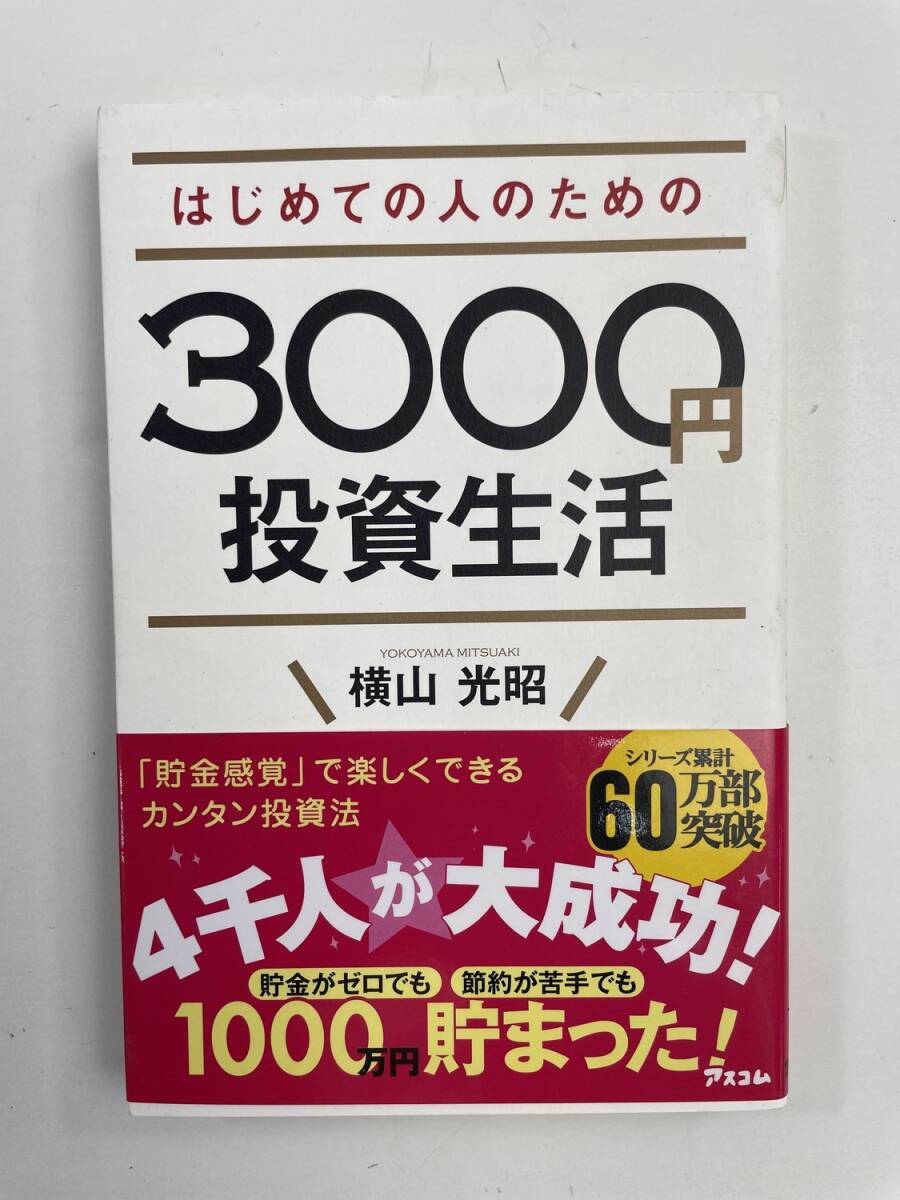 はじめての人のための
3000円
投資生活
YOKOYAMA MITSUAKI
横山 光昭
「貯金感覚」で楽しくできる
カンタン投資法
シリーズ累計
60万部
突破
4千人が大成功!
貯金がゼロでも 節約が苦手でも
1000万円貯まった!
アスコム